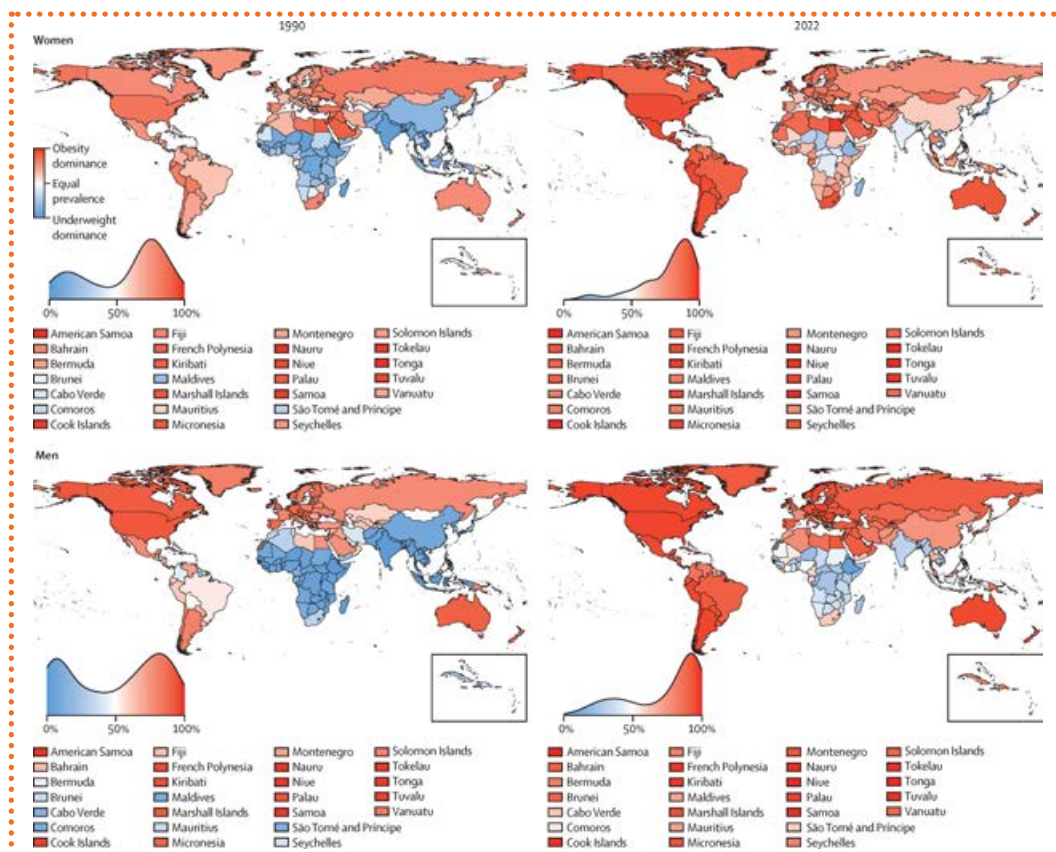 1990
2022
Women
Obesity
dominance
Equal
prevalence
Underweight
dominance
0%
50%
100%
0%
50%
100%
American Samoa
Bahrain
Bermuda
Brunei
Cabo Verde
Comoros
Cook Islands
Fiji
French Polynesia
Kiribati
Maldives
Marshall Islands
Mauritius
Micronesia
Montenegro
Nauru
Niue
Palau
Samoa
São Tomé and Príncipe
Seychelles
Solomon Islands
Tokelau
Tonga
Tuvalu
Vanuatu
American Samoa
Bahrain
Bermuda
Brunei
Cabo Verde
Comoros
Cook Islands
Fiji
French Polynesia
Kiribati
Maldives
Marshall Islands
Mauritius
Micronesia
Montenegro
Nauru
Niue
Palau
Samoa
São Tomé and Príncipe
Seychelles
Solomon Islands
Tokelau
Tonga
Tuvalu
Vanuatu
Men
0%
50%
100%
0%
50%
100%
American Samoa
Bahrain
Bermuda
Brunei
Cabo Verde
Comoros
Cook Islands
Fiji
French Polynesia
Kiribati
Maldives
Marshall Islands
Mauritius
Micronesia
Montenegro
Nauru
Niue
Palau
Samoa
São Tomé and Príncipe
Seychelles
Solomon Islands
Tokelau
Tonga
Tuvalu
Vanuatu
American Samoa
Bahrain
Bermuda
Brunei
Cabo Verde
Comoros
Cook Islands
Fiji
French Polynesia
Kiribati
Maldives
Marshall Islands
Mauritius
Micronesia
Montenegro
Nauru
Niue
Palau
Samoa
São Tomé and Príncipe
Seychelles
Solomon Islands
Tokelau
Tonga
Tuvalu
Vanuatu